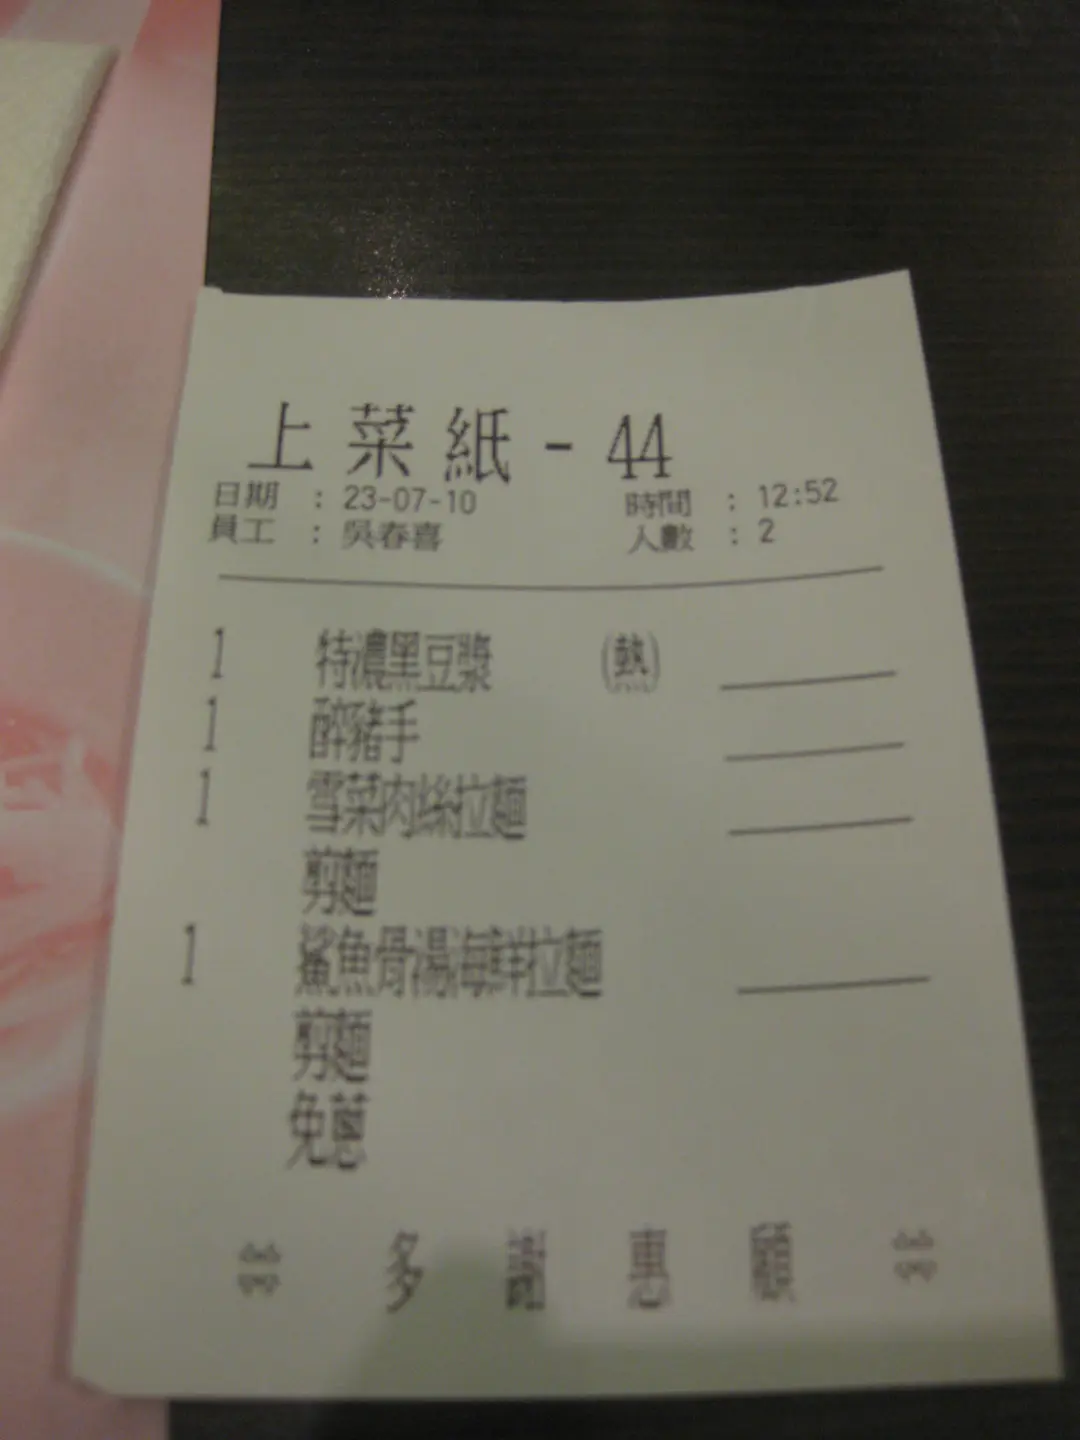 上菜紙 - 44
日期 : 23-07-10 時間 : 12:52
員工 : 吳春喜 人數 : 2
1 特濃黑豆漿 (熱)
1 醉豬手
1 雪菜肉絲拉麵
剪麵
1 鯊魚骨湯海鮮拉麵
剪麵
免蔥
※ 多謝惠顧 ※